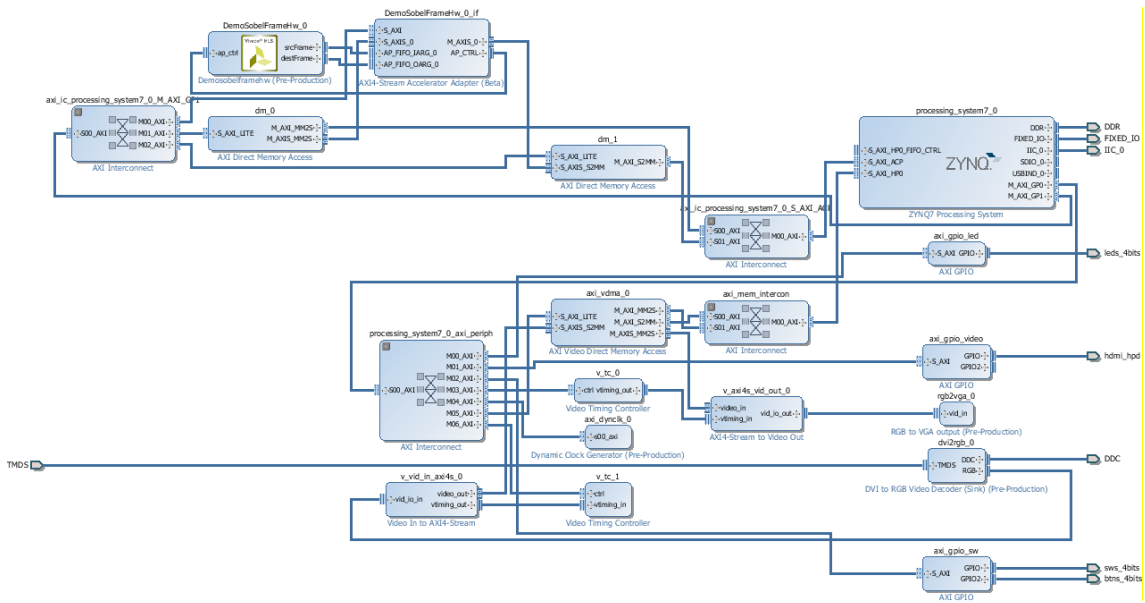 DemoSobelFrameHw_0
ap_ctrl
Vivado™ HLS
srcFrame
destFrame
Demosobelframehw (Pre-Production)
DemoSobelFrameHw_0_if
S_AXI
S_AXIS_0
AP_FIFO_IARG_0
AP_FIFO_OARG_0
M_AXIS_0
AP_CTRL
AXI4-Stream Accelerator Adapter (Beta)
axi_ic_processing_system7_0_M_AXI_GP1
S00_AXI
M00_AXI
M01_AXI
M02_AXI
AXI Interconnect
dm_0
S_AXI_LITE
M_AXI_MM2S
M_AXIS_MM2S
AXI Direct Memory Access
dm_1
S_AXI_LITE
S_AXIS_S2MM
M_AXI_S2MM
AXI Direct Memory Access
processing_system7_0
S_AXI_HP0_FIFO_CTRL
S_AXI_ACP
S_AXI_HP0
ZYNQ
DDR
FIXED_IO
IIC_0
SDIO_0
USBIND_0
M_AXI_GP0
M_AXI_GP1
ZYNQ7 Processing System
DDR
FIXED_IO
IIC_0
S00_AXI
S01_AXI
M00_AXI
AXI Interconnect
axi_gpio_led
S_AXI
GPIO
AXI GPIO
leds_4bits
axi_vdma_0
S_AXI_LITE
S_AXIS_S2MM
M_AXI_MM2S
M_AXI_S2MM
M_AXIS_MM2S
AXI Video Direct Memory Access
axi_mem_intercon
S00_AXI
S01_AXI
M00_AXI
AXI Interconnect
processing_system7_0_axi_periph
S00_AXI
M00_AXI
M01_AXI
M02_AXI
M03_AXI
M04_AXI
M05_AXI
M06_AXI
AXI Interconnect
axi_gpio_video
S_AXI
GPIO
GPIO2
AXI GPIO
hdmi_hpd
v_tc_0
ctrl
vtiming_out
Video Timing Controller
v_axi4s_vid_out_0
video_in
vtiming_in
vid_io_out
AXI4-Stream to Video Out
rgb2vga_0
vid_in
RGB to VGA output (Pre-Production)
axi_dynclk_0
s00_axi
Dynamic Clock Generator (Pre-Production)
dvi2rgb_0
TMDS
DDC
RGB
DVI to RGB Video Decoder (Sink) (Pre-Production)
DDC
TMDS
v_vid_in_axi4s_0
vid_io_in
video_out
vtiming_out
Video In to AXI4-Stream
v_tc_1
ctrl
vtiming_in
Video Timing Controller
axi_gpio_sw
S_AXI
GPIO
GPIO2
AXI GPIO
sws_4bits
btns_4bits